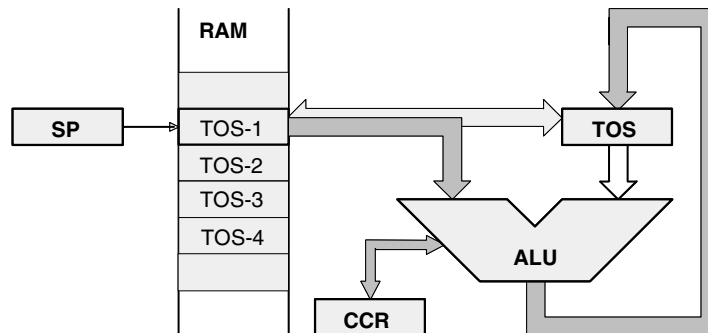 RAM
SP
TOS-1
TOS
TOS-2
TOS-3
TOS-4
ALU
CCR